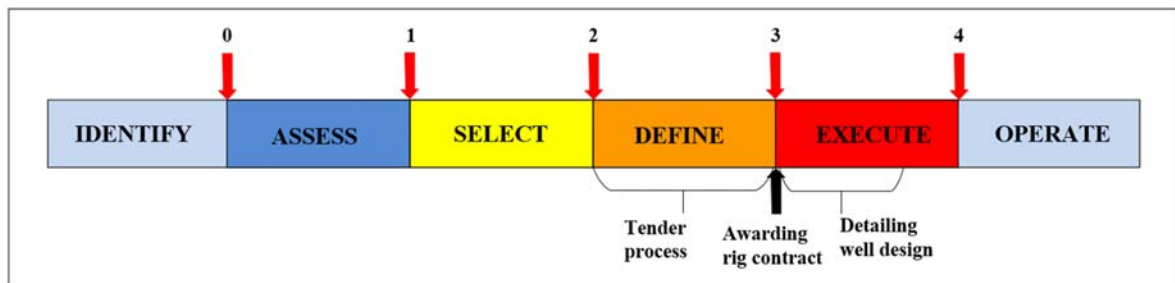 0 1 2 3 4
IDENTIFY ASSESS SELECT DEFINE EXECUTE OPERATE
Tender
process
Awarding
rig contract
Detailing
well design